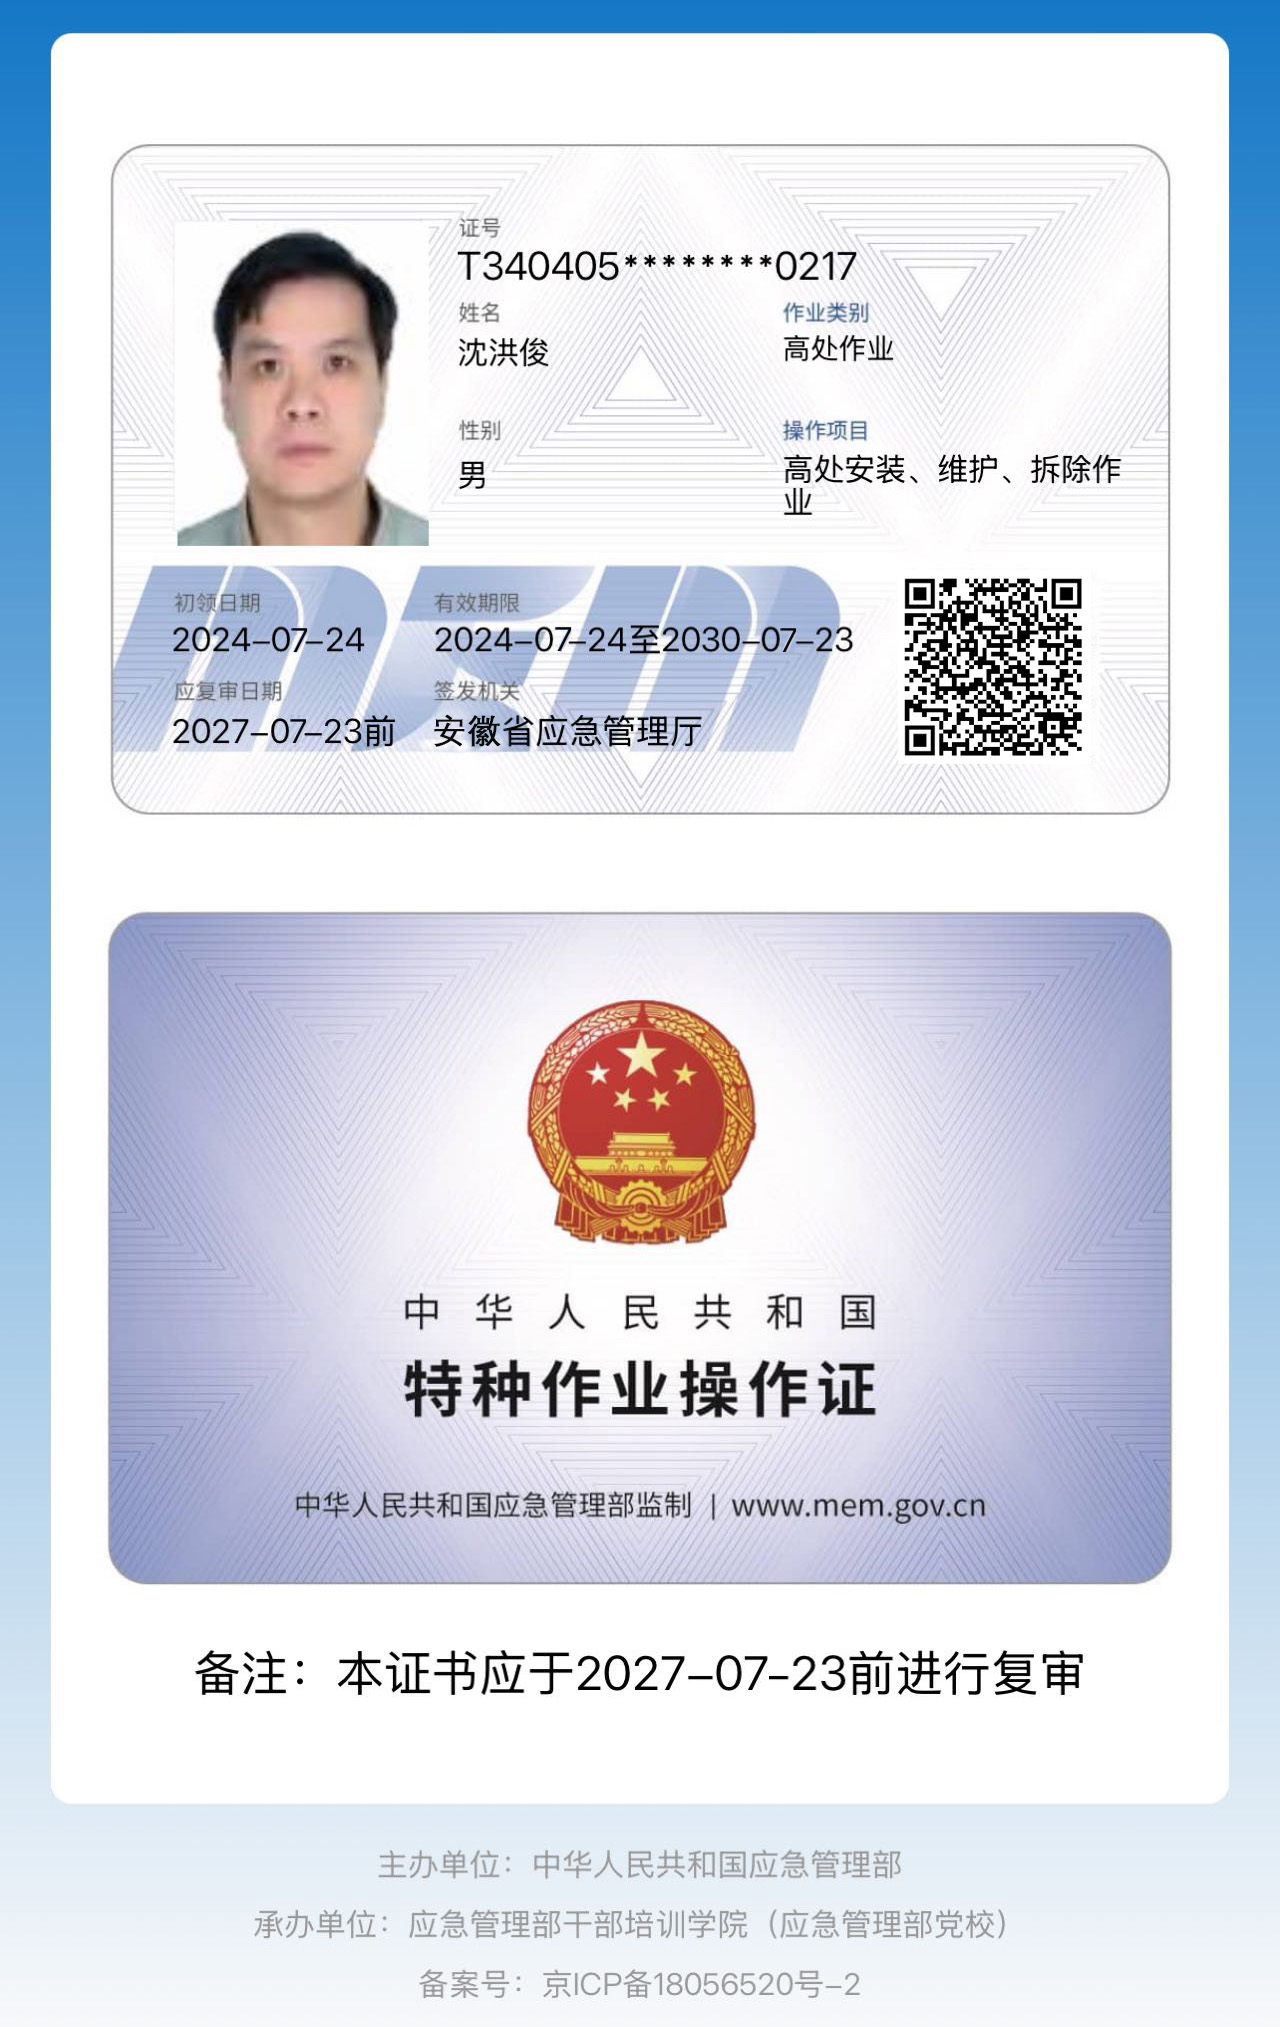 证号
T340405********0217
姓名
沈洪俊
作业类别
高处作业
性别
男
操作项目
高处安装、维护、拆除作
业
初领日期
2024-07-24
有效期限
2024-07-24至2030-07-23
应复审日期
2027-07-23前
签发机关
安徽省应急管理厅
中华人民共和国
特种作业操作证
中华人民共和国应急管理部监制 | www.mem.gov.cn
备注：本证书应于2027-07-23前进行复审
主办单位：中华人民共和国应急管理部
承办单位：应急管理部干部培训学院（应急管理部党校）
备案号：京ICP备18056520号-2